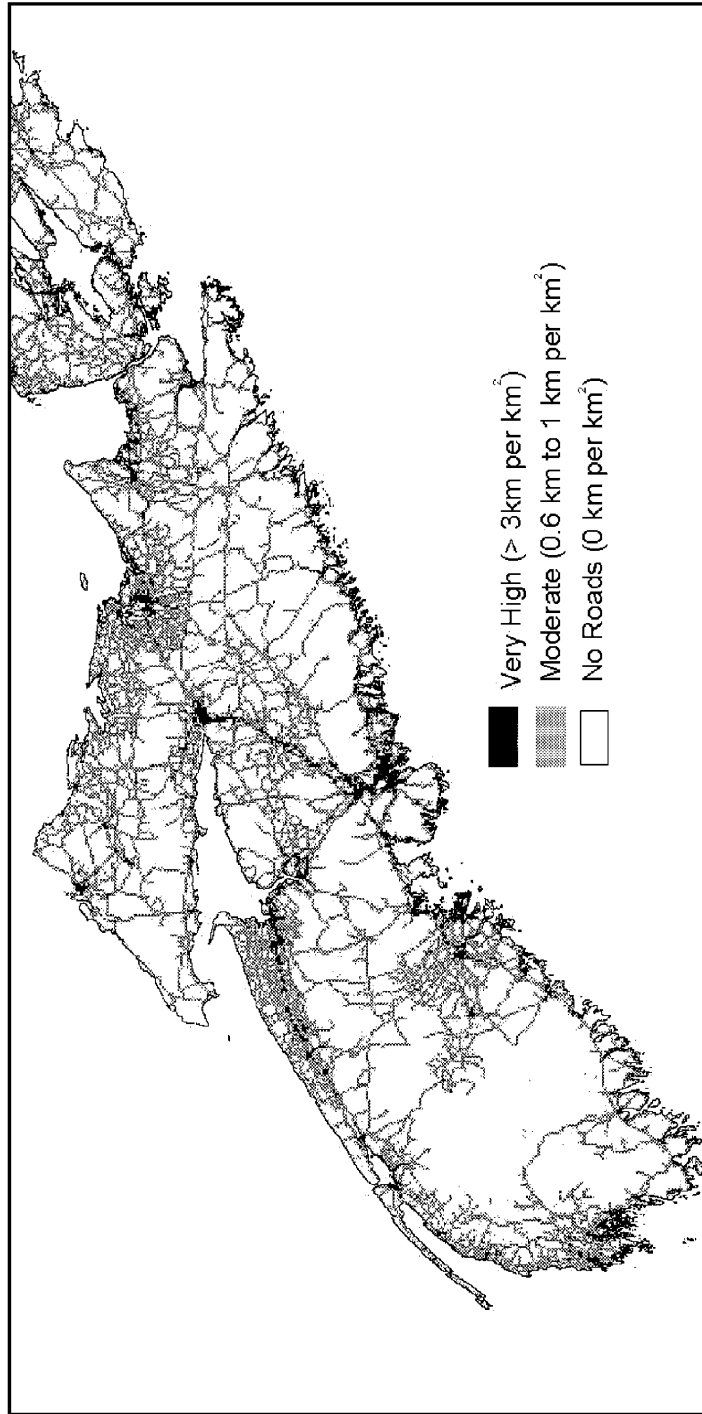 Very High (> 3km per km²)
Moderate (0.6 km to 1 km per km²)
No Roads (0 km per km²)